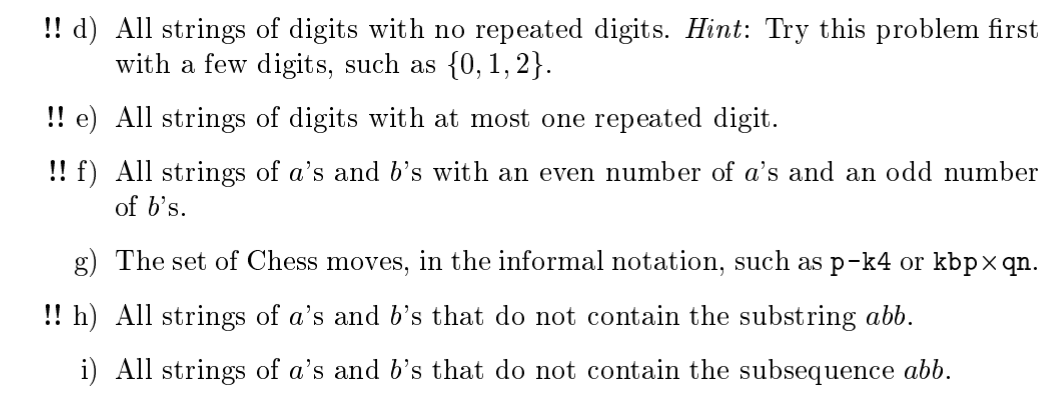 !! d) All strings of digits with no repeated digits. Hint: Try this problem first
with a few digits, such as {0, 1, 2}.
!! e) All strings of digits with at most one repeated digit.
!! f) All strings of a's and b's with an even number of a's and an odd number
of b's.
g) The set of Chess moves, in the informal notation, such as p-k4 or kbp×qn.
!! h) All strings of a's and b's that do not contain the substring abb.
i) All strings of a's and b's that do not contain the subsequence abb.